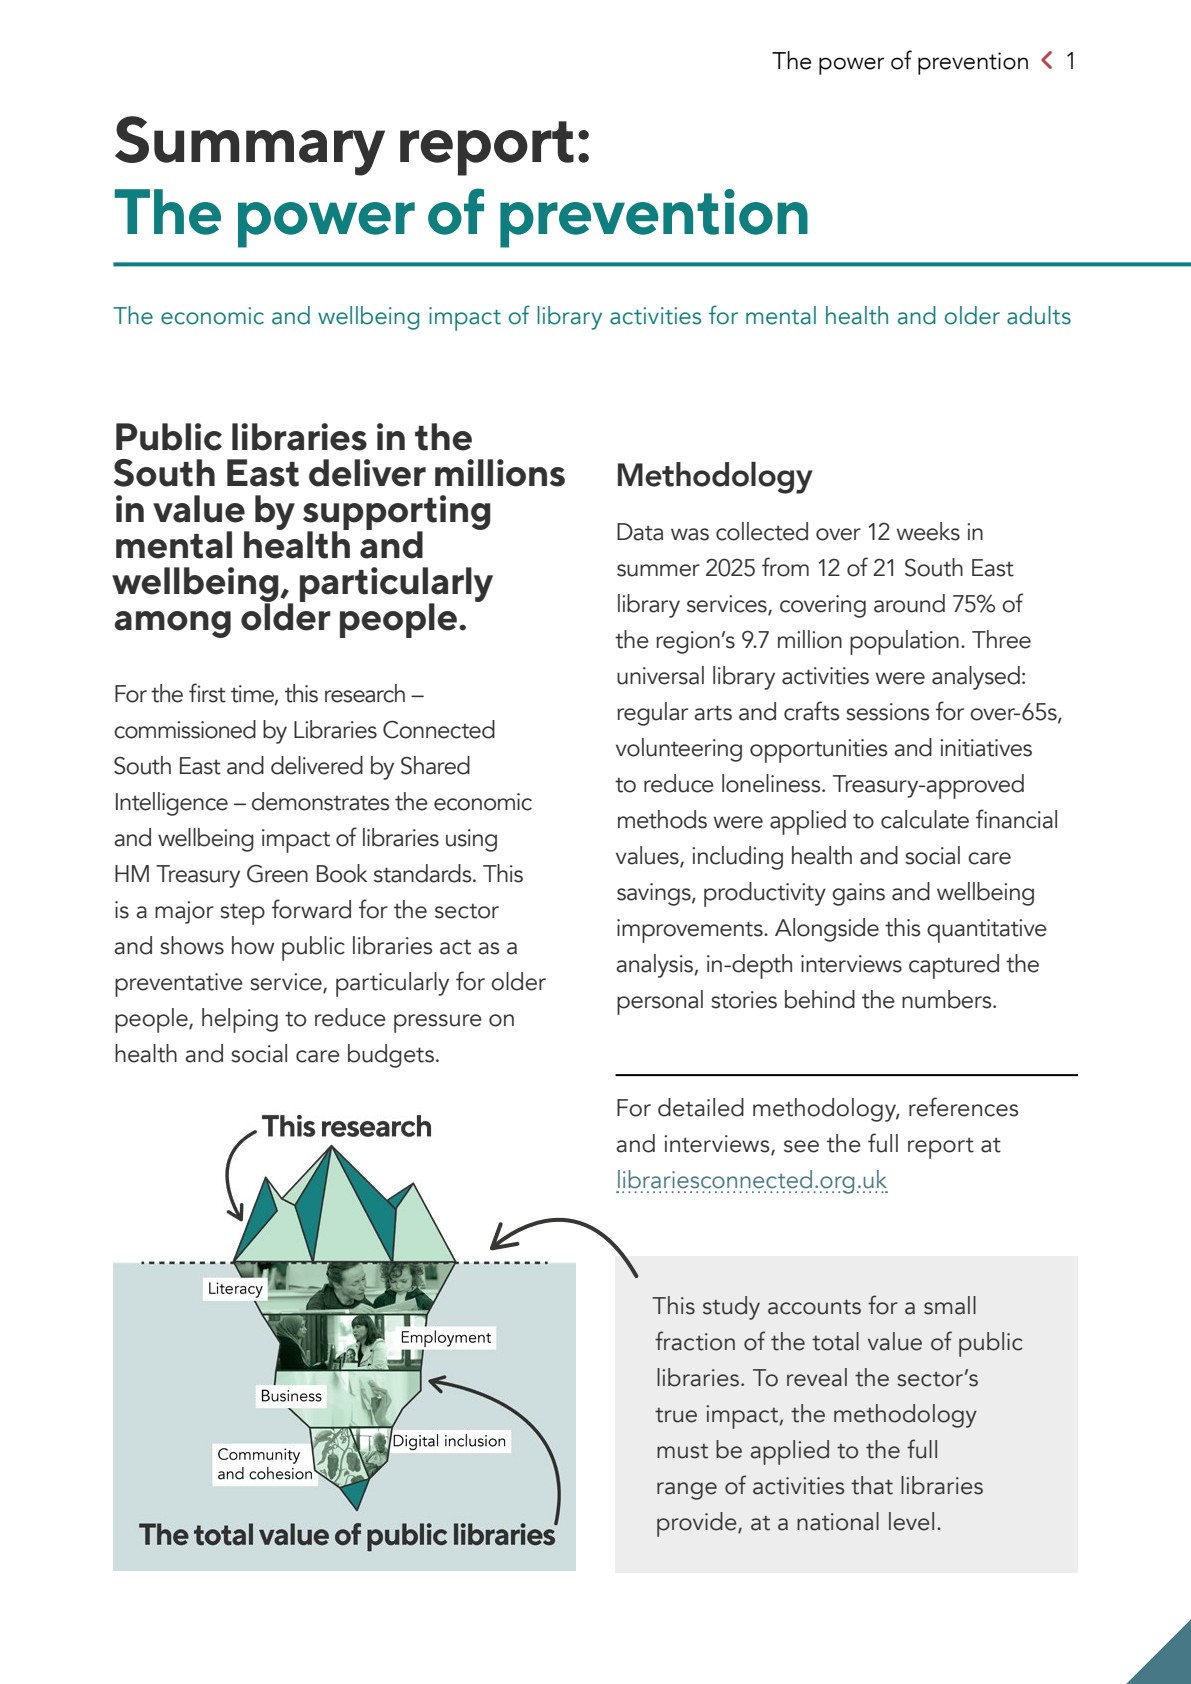 The power of prevention < 1
Summary report:
The power of prevention
The economic and wellbeing impact of library activities for mental health and older adults
Public libraries in the
South East deliver millions
in value by supporting
mental health and
wellbeing, particularly
among older people.
For the first time, this research –
commissioned by Libraries Connected
South East and delivered by Shared
Intelligence – demonstrates the economic
and wellbeing impact of libraries using
HM Treasury Green Book standards. This
is a major step forward for the sector
and shows how public libraries act as a
preventative service, particularly for older
people, helping to reduce pressure on
health and social care budgets.
This research
Literacy
Employment
Business
Digital inclusion
Community
and cohesion
The total value of public libraries
Methodology
Data was collected over 12 weeks in
summer 2025 from 12 of 21 South East
library services, covering around 75% of
the region’s 9.7 million population. Three
universal library activities were analysed:
regular arts and crafts sessions for over-65s,
volunteering opportunities and initiatives
to reduce loneliness. Treasury-approved
methods were applied to calculate financial
values, including health and social care
savings, productivity gains and wellbeing
improvements. Alongside this quantitative
analysis, in-depth interviews captured the
personal stories behind the numbers.
For detailed methodology, references
and interviews, see the full report at
librariesconnected.org.uk
This study accounts for a small
fraction of the total value of public
libraries. To reveal the sector’s
true impact, the methodology
must be applied to the full
range of activities that libraries
provide, at a national level.